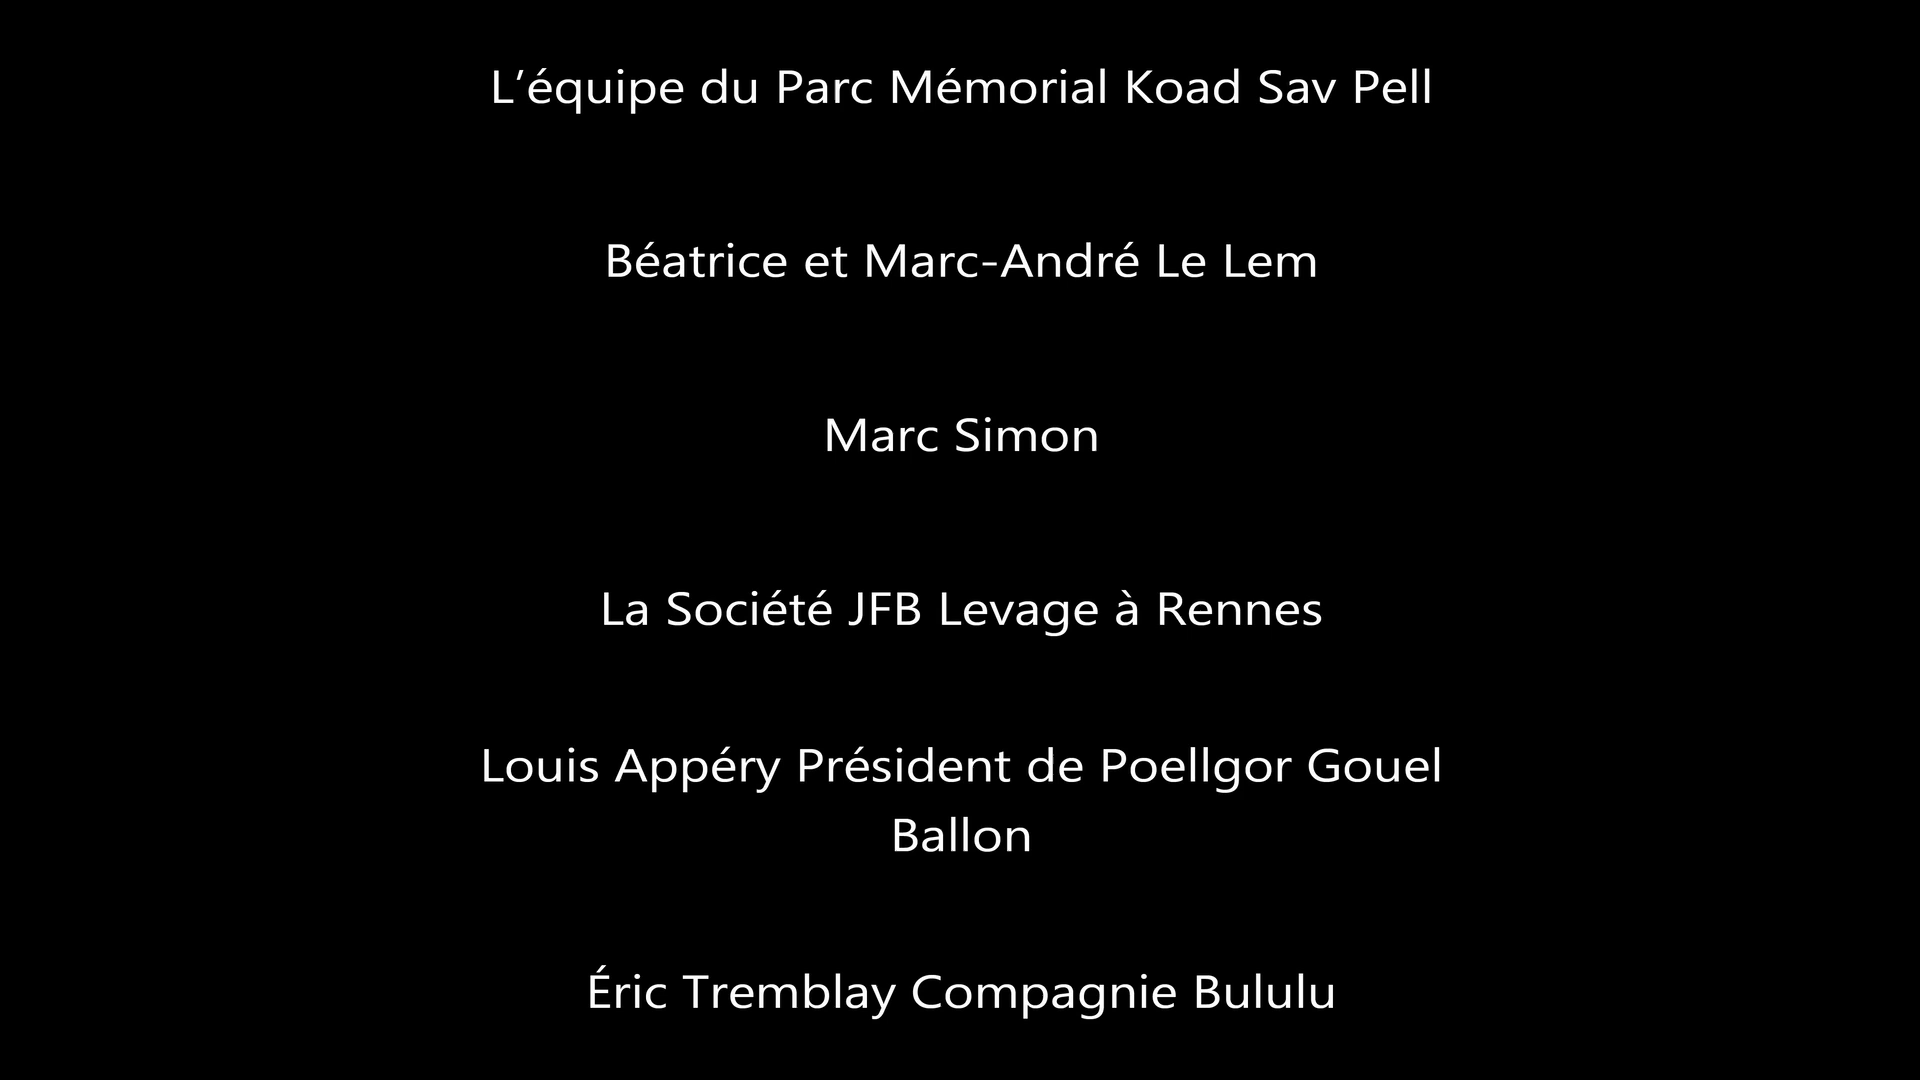 L’équipe du Parc Mémorial Koad Sav Pell
Béatrice et Marc-André Le Lem
Marc Simon
La Société JFB Levage à Rennes
Louis Appéry Président de Poellgor Gouel
Ballon
Éric Tremblay Compagnie Bululu